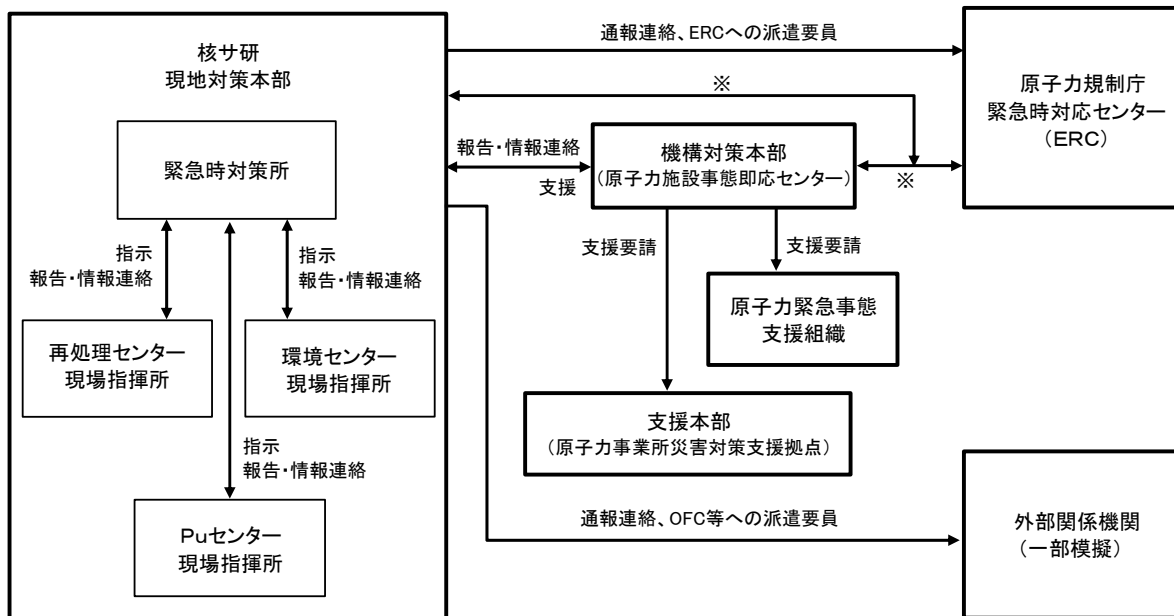 核サ研
現地対策本部
緊急時対策所
指示
報告・情報連絡
指示
報告・情報連絡
再処理センター
現場指揮所
環境センター
現場指揮所
指示
報告・情報連絡
Ｐｕセンター
現場指揮所
通報連絡、ERCへの派遣要員
※
報告・情報連絡
支援
機構対策本部
（原子力施設事態即応センター）
※
原子力規制庁
緊急時対応センター
（ＥＲＣ）
支援要請
支援要請
原子力緊急事態
支援組織
支援本部
（原子力事業所災害対策支援拠点）
通報連絡、OFC等への派遣要員
外部関係機関
（一部模擬）